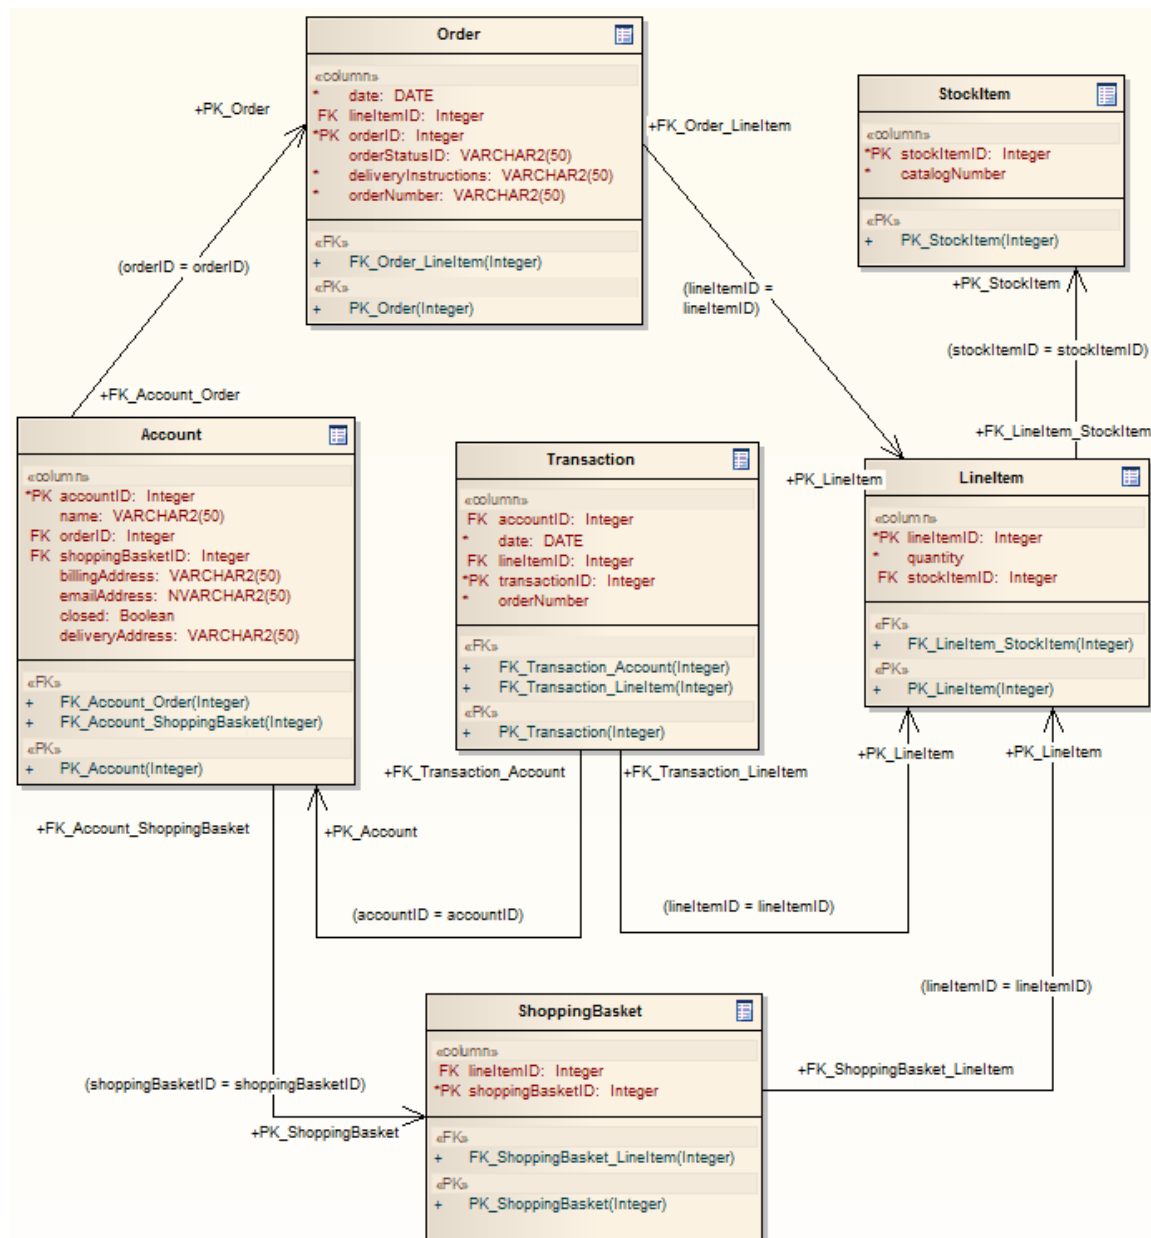 Order
«column»
* date: DATE
FK lineItemID: Integer
*PK orderID: Integer
orderStatusID: VARCHAR2(50)
* deliveryInstructions: VARCHAR2(50)
* orderNumber: VARCHAR2(50)
«FK»
+ FK_Order_LineItem(Integer)
«PK»
+ PK_Order(Integer)
+PK_Order
+FK_Order_LineItem
StockItem
«column»
*PK stockItemID: Integer
* catalogNumber
«PK»
+ PK_StockItem(Integer)
+PK_StockItem
(orderID = orderID)
(lineItemID =
lineItemID)
(stockItemID = stockItemID)
+FK_Account_Order
+FK_LineItem_StockItem
+PK_LineItem
Account
«column»
*PK accountID: Integer
name: VARCHAR2(50)
FK orderID: Integer
FK shoppingBasketID: Integer
billingAddress: VARCHAR2(50)
emailAddress: NVARCHAR2(50)
closed: Boolean
deliveryAddress: VARCHAR2(50)
«FK»
+ FK_Account_Order(Integer)
+ FK_Account_ShoppingBasket(Integer)
«PK»
+ PK_Account(Integer)
Transaction
«column»
FK accountID: Integer
* date: DATE
FK lineItemID: Integer
*PK transactionID: Integer
* orderNumber
«FK»
+ FK_Transaction_Account(Integer)
+ FK_Transaction_LineItem(Integer)
«PK»
+ PK_Transaction(Integer)
LineItem
«column»
*PK lineItemID: Integer
* quantity
FK stockItemID: Integer
«FK»
+ FK_LineItem_StockItem(Integer)
«PK»
+ PK_LineItem(Integer)
+FK_Transaction_Account
+FK_Transaction_LineItem
+PK_LineItem
+PK_LineItem
+FK_Account_ShoppingBasket
+PK_Account
(accountID = accountID)
(lineItemID = lineItemID)
(lineItemID = lineItemID)
(shoppingBasketID = shoppingBasketID)
+PK_ShoppingBasket
+FK_ShoppingBasket_LineItem
ShoppingBasket
«column»
FK lineItemID: Integer
*PK shoppingBasketID: Integer
«FK»
+ FK_ShoppingBasket_LineItem(Integer)
«PK»
+ PK_ShoppingBasket(Integer)